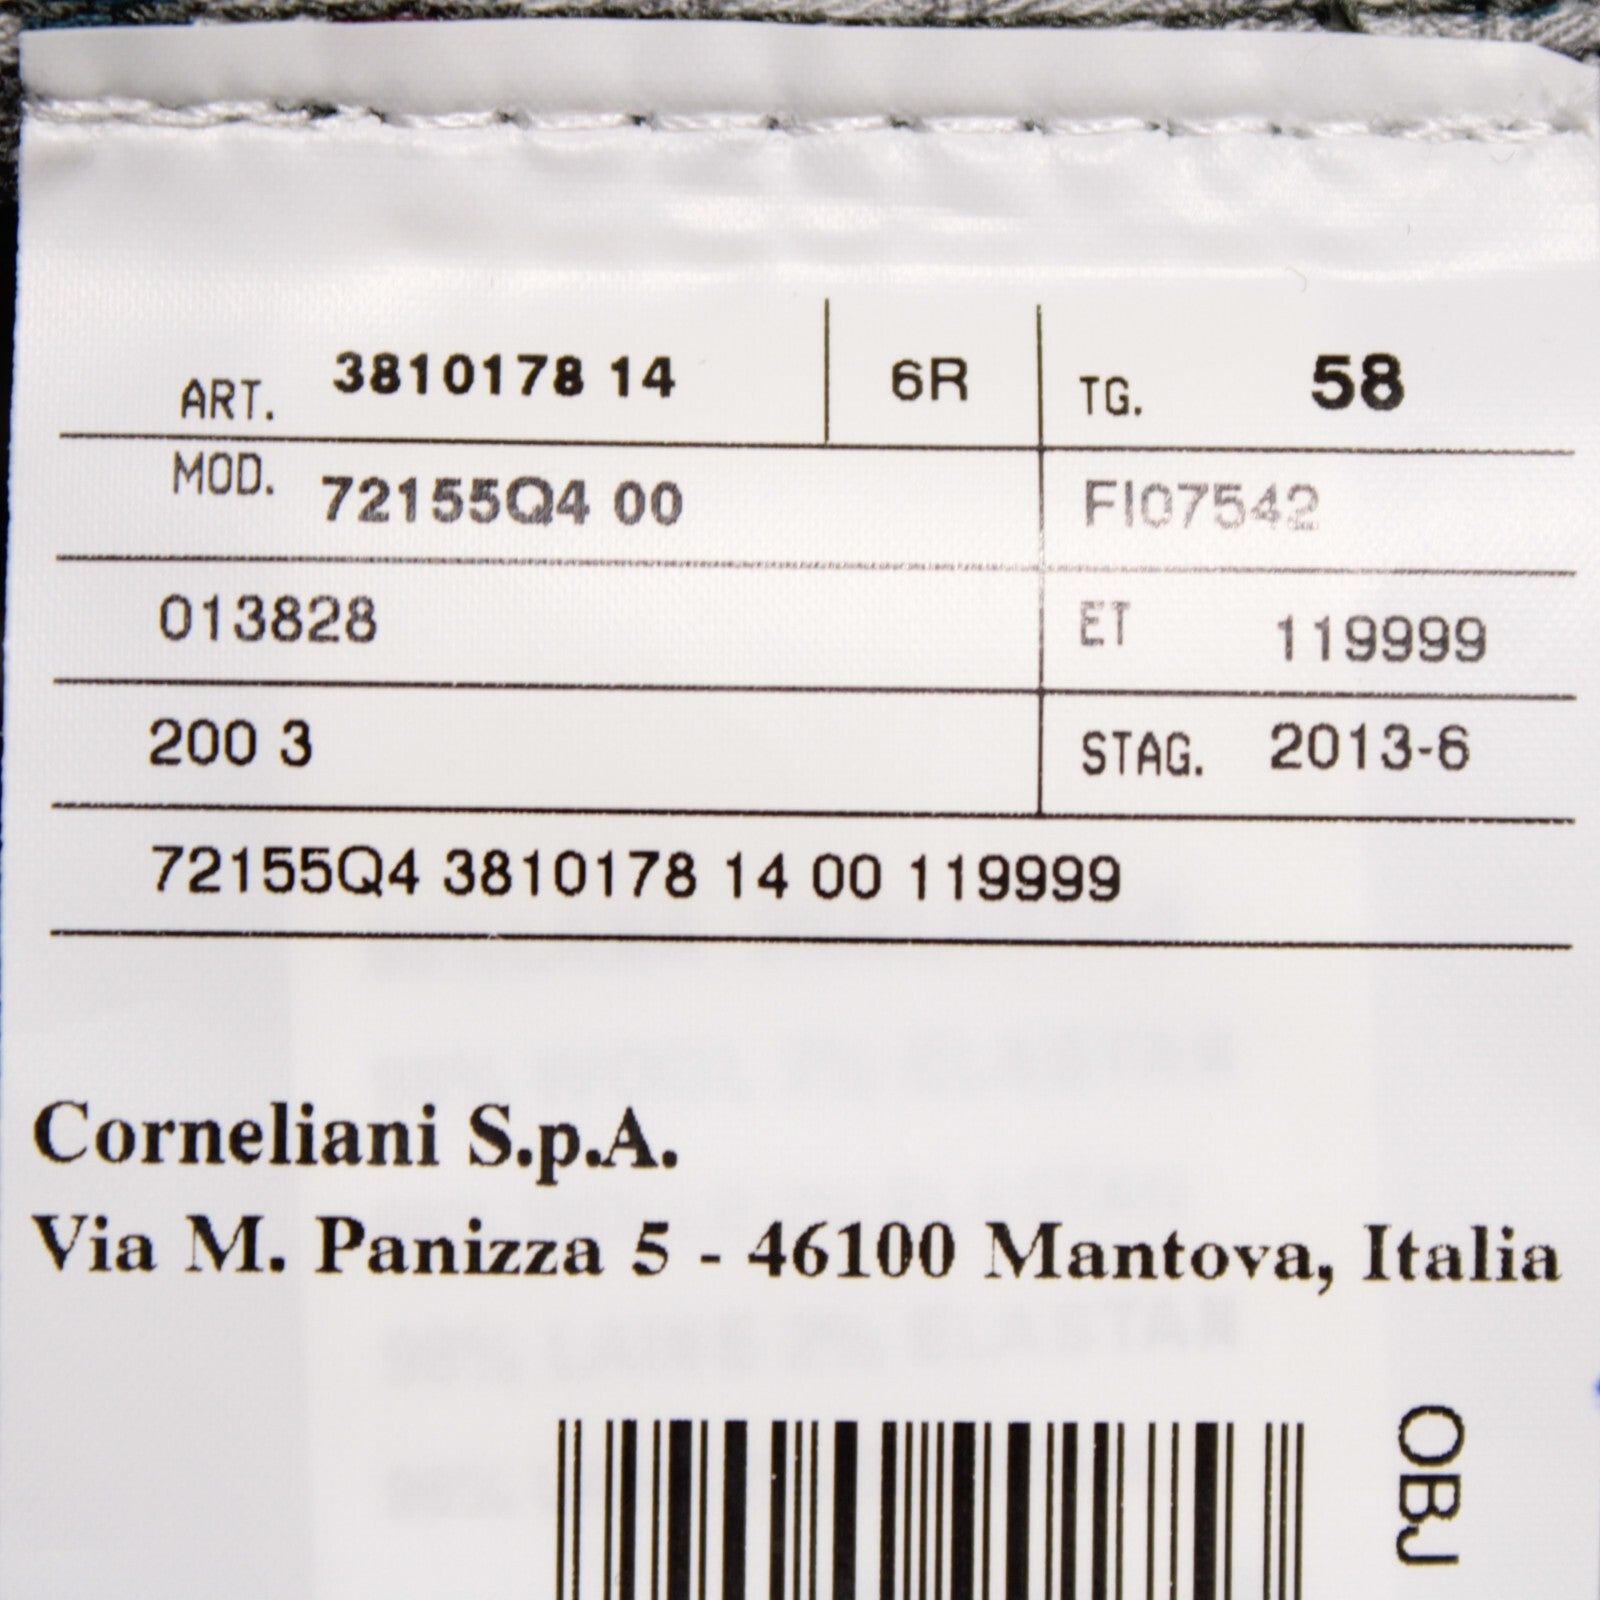 ART. 3810178 14 6R TG. 58
MOD. 72155Q4 00 FI07542
013828 ET 119999
200 3 STAG. 2013-6
72155Q4 3810178 14 00 119999
Corneliani S.p.A.
Via M. Panizza 5 - 46100 Mantova, Italia
OBJ